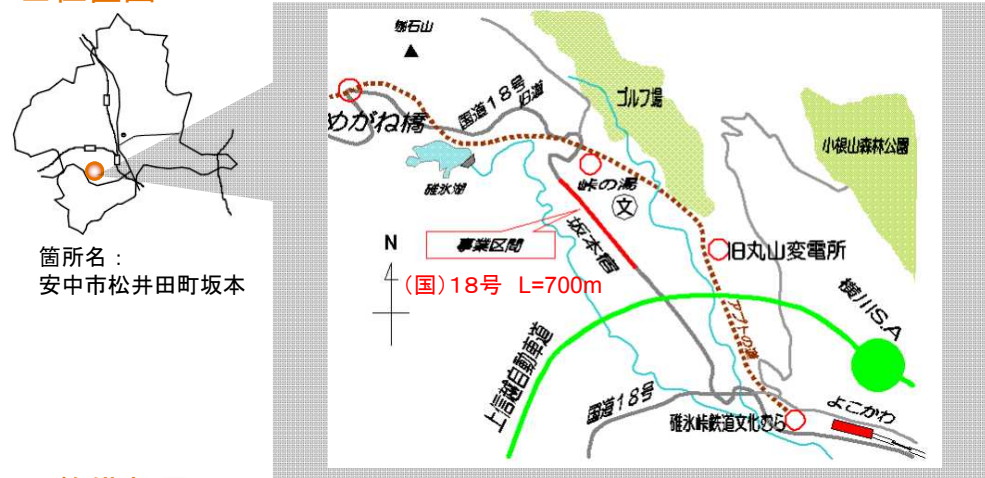 箇所名：
安中市松井田町坂本
めがね橋
国道１８号
旧道
ゴルフ場
小根山森林公園
碓氷湖
峠の湯
文
坂本宿
事業区間
N
(国)１８号 L=700m
旧丸山変電所
横川S.A
アプトの道
上信越自動車道
国道１８号
碓氷峠鉄道文化むら
よこかわ